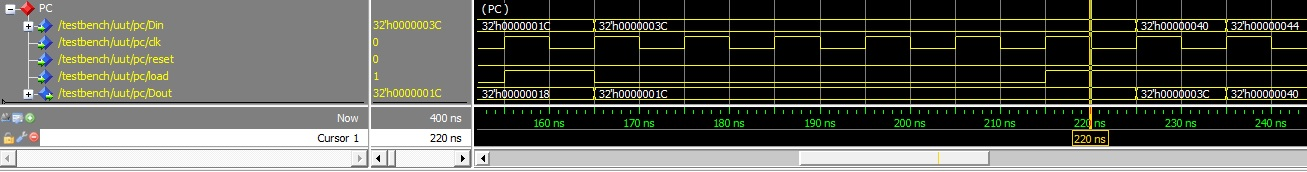 PC (PC)
/testbench/uut/pc/Din 32'h0000003C 32'h0000001C 32'h0000003C 32'h00000040 32'h00000044
/testbench/uut/pc/clk 0
/testbench/uut/pc/reset 0
/testbench/uut/pc/load 1
/testbench/uut/pc/Dout 32'h0000001C 32'h00000018 32'h0000001C 32'h0000003C 32'h00000040
Now 400 ns 160 ns 170 ns 180 ns 190 ns 200 ns 210 ns 220 ns 230 ns 240 ns
Cursor 1 220 ns 220 ns